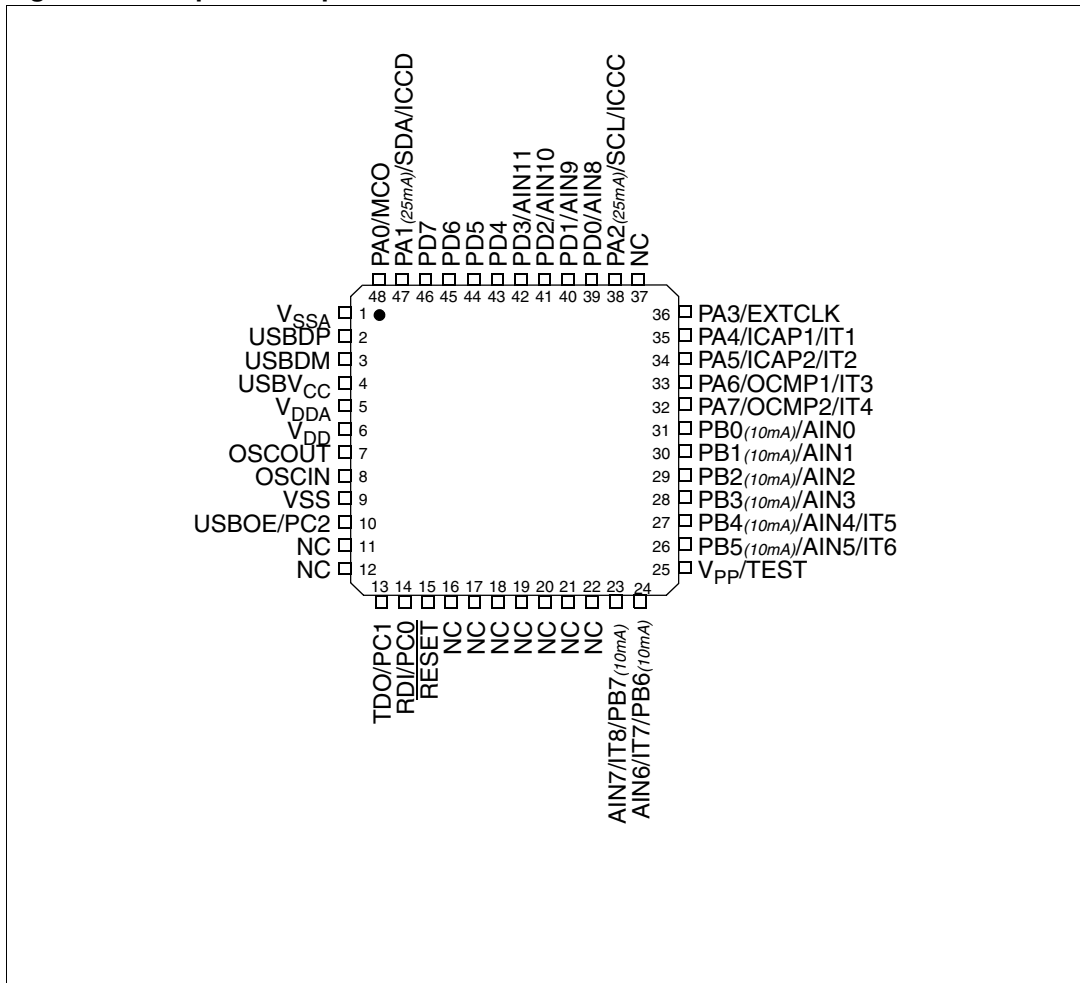 PA0/MCO
PA1(25mA)/SDA/ICCD
PD7
PD6
PD5
PD4
PD3/AIN11
PD2/AIN10
PD1/AIN9
PD0/AIN8
PA2(25mA)/SCL/ICCC
NC
48 47 46 45 44 43 42 41 40 39 38 37
VSSA 1
USBDP 2
USBDM 3
USBVCC 4
VDDA 5
VDD 6
OSCOUT 7
OSCIN 8
VSS 9
USBOE/PC2 10
NC 11
NC 12
36 PA3/EXTCLK
35 PA4/ICAP1/IT1
34 PA5/ICAP2/IT2
33 PA6/OCMP1/IT3
32 PA7/OCMP2/IT4
31 PB0(10mA)/AIN0
30 PB1(10mA)/AIN1
29 PB2(10mA)/AIN2
28 PB3(10mA)/AIN3
27 PB4(10mA)/AIN4/IT5
26 PB5(10mA)/AIN5/IT6
25 VPP/TEST
13 14 15 16 17 18 19 20 21 22 23 24
TDO/PC1
RDI/PC0
RESET
NC
NC
NC
NC
NC
NC
NC
AIN7/IT8/PB7(10mA)
AIN6/IT7/PB6(10mA)